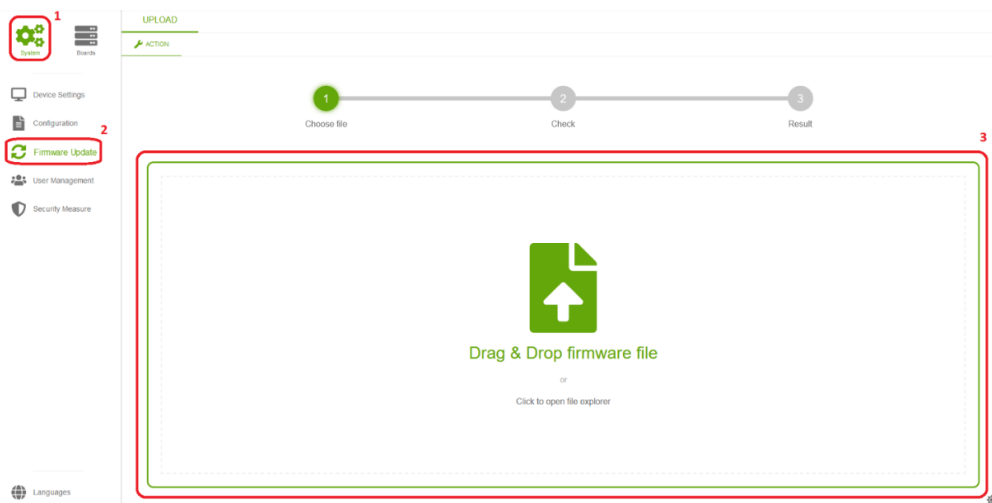 1
UPLOAD
System
Boards
ACTION
Device Settings
1
2
3
Choose file
Check
Result
Configuration
2
3
Firmware Update
User Management
Security Measure
Drag & Drop firmware file
or
Click to open file explorer
Languages